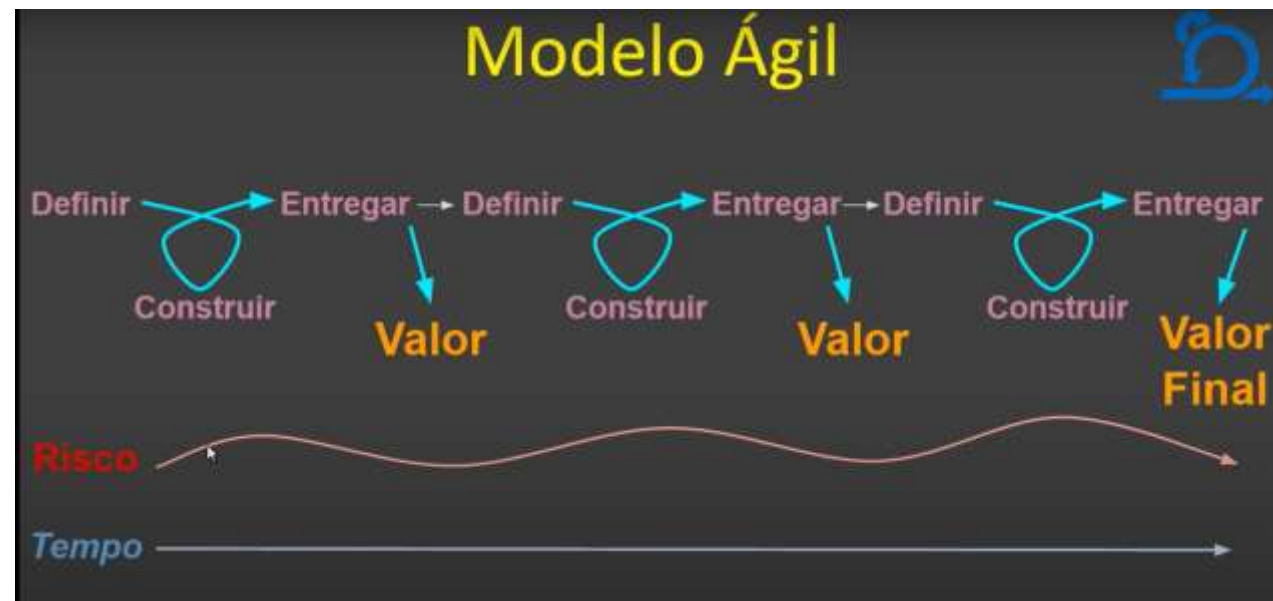 Modelo Ágil
Definir Entregar Definir Entregar Definir Entregar
Construir Construir Construir
Valor Valor Valor
Final
Risco
Tempo